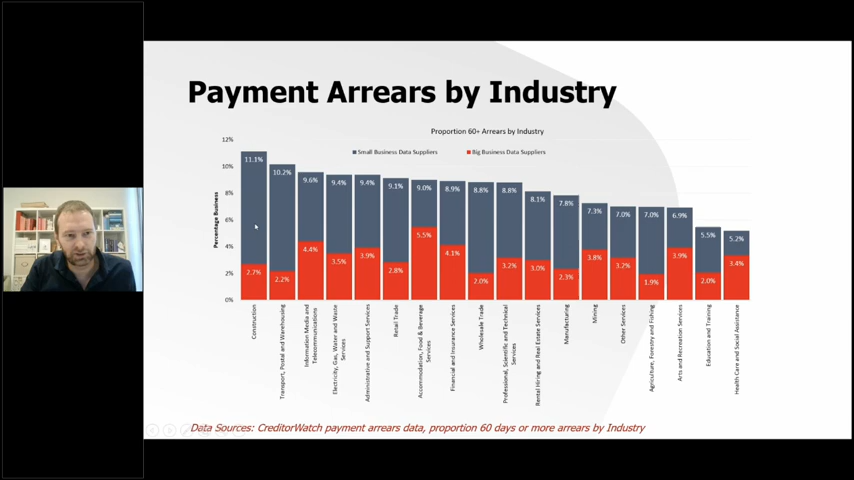 Payment Arrears by Industry
Proportion 60+ Arrears by Industry
Small Business Data Suppliers
Big Business Data Suppliers
Percentage Business
12%
10%
8%
6%
4%
2%
0%
11.1%
10.2%
9.6%
9.4%
9.4%
9.1%
9.0%
8.9%
8.8%
8.8%
8.1%
7.8%
7.3%
7.0%
7.0%
6.9%
5.5%
5.2%
2.7%
2.2%
4.4%
3.5%
3.9%
2.8%
5.5%
4.1%
2.0%
3.2%
3.0%
2.3%
3.8%
3.2%
1.9%
3.9%
2.0%
3.4%
Construction
Transport, Postal and Warehousing
Information Media and
Telecommunications
Electricity, Gas, Water and Waste
Services
Administrative and Support Services
Retail Trade
Accommodation, Food & Beverage
Services
Financial and Insurance Services
Wholesale Trade
Professional, Scientific and Technical
Services
Rental Hiring and Real Estate Services
Manufacturing
Mining
Other Services
Agriculture, Forestry and Fishing
Arts and Recreation Services
Education and Training
Health Care and Social Assistance
Data Sources: CreditorWatch payment arrears data, proportion 60 days or more arrears by Industry